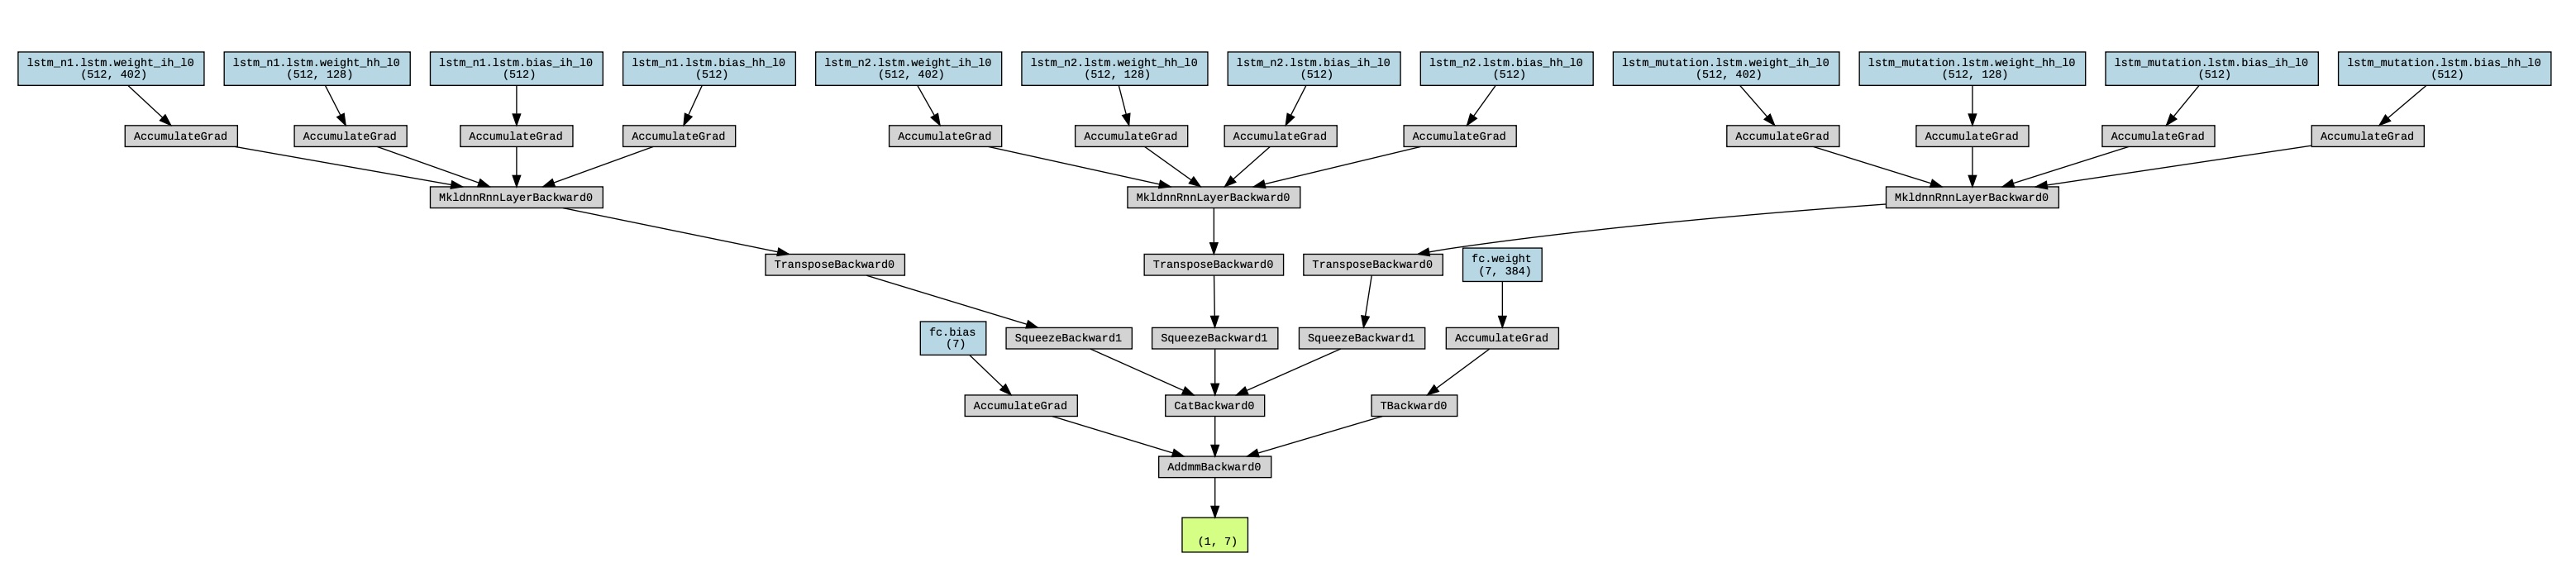 lstm_n1.lstm.weight_ih_l0
(512, 402)
lstm_n1.lstm.weight_hh_l0
(512, 128)
lstm_n1.lstm.bias_ih_l0
(512)
lstm_n1.lstm.bias_hh_l0
(512)
lstm_n2.lstm.weight_ih_l0
(512, 402)
lstm_n2.lstm.weight_hh_l0
(512, 128)
lstm_n2.lstm.bias_ih_l0
(512)
lstm_n2.lstm.bias_hh_l0
(512)
lstm_mutation.lstm.weight_ih_l0
(512, 402)
lstm_mutation.lstm.weight_hh_l0
(512, 128)
lstm_mutation.lstm.bias_ih_l0
(512)
lstm_mutation.lstm.bias_hh_l0
(512)
AccumulateGrad
AccumulateGrad
AccumulateGrad
AccumulateGrad
AccumulateGrad
AccumulateGrad
AccumulateGrad
AccumulateGrad
AccumulateGrad
AccumulateGrad
AccumulateGrad
AccumulateGrad
MkldnnRnnLayerBackward0
MkldnnRnnLayerBackward0
MkldnnRnnLayerBackward0
TransposeBackward0
TransposeBackward0
TransposeBackward0
fc.weight
(7, 384)
fc.bias
(7)
SqueezeBackward1
SqueezeBackward1
SqueezeBackward1
AccumulateGrad
AccumulateGrad
CatBackward0
TBackward0
AddmmBackward0
(1, 7)